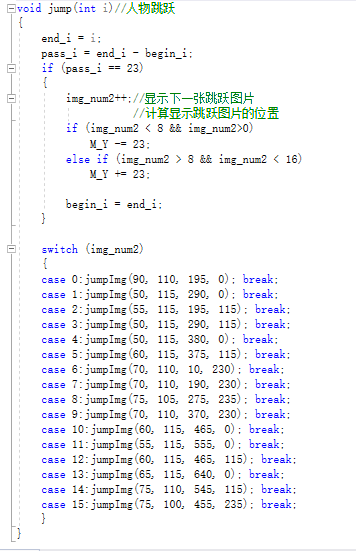 void jump(int i)//人物跳跃
{
end_i = i;
pass_i = end_i - begin_i;
if (pass_i == 23)
{
img_num2++;//显示下一张跳跃图片
//计算显示跳跃图片的位置
if (img_num2 < 8 && img_num2>0)
M_Y -= 23;
else if (img_num2 > 8 && img_num2 < 16)
M_Y += 23;
begin_i = end_i;
}
switch (img_num2)
{
case 0:jumpImg(90, 110, 195, 0); break;
case 1:jumpImg(50, 115, 290, 0); break;
case 2:jumpImg(55, 115, 195, 115); break;
case 3:jumpImg(50, 115, 290, 115); break;
case 4:jumpImg(50, 115, 380, 0); break;
case 5:jumpImg(60, 115, 375, 115); break;
case 6:jumpImg(70, 110, 10, 230); break;
case 7:jumpImg(70, 110, 190, 230); break;
case 8:jumpImg(75, 105, 275, 235); break;
case 9:jumpImg(70, 110, 370, 230); break;
case 10:jumpImg(60, 115, 465, 0); break;
case 11:jumpImg(55, 115, 555, 0); break;
case 12:jumpImg(60, 115, 465, 115); break;
case 13:jumpImg(65, 115, 640, 0); break;
case 14:jumpImg(75, 110, 545, 115); break;
case 15:jumpImg(75, 100, 455, 235); break;
}
}